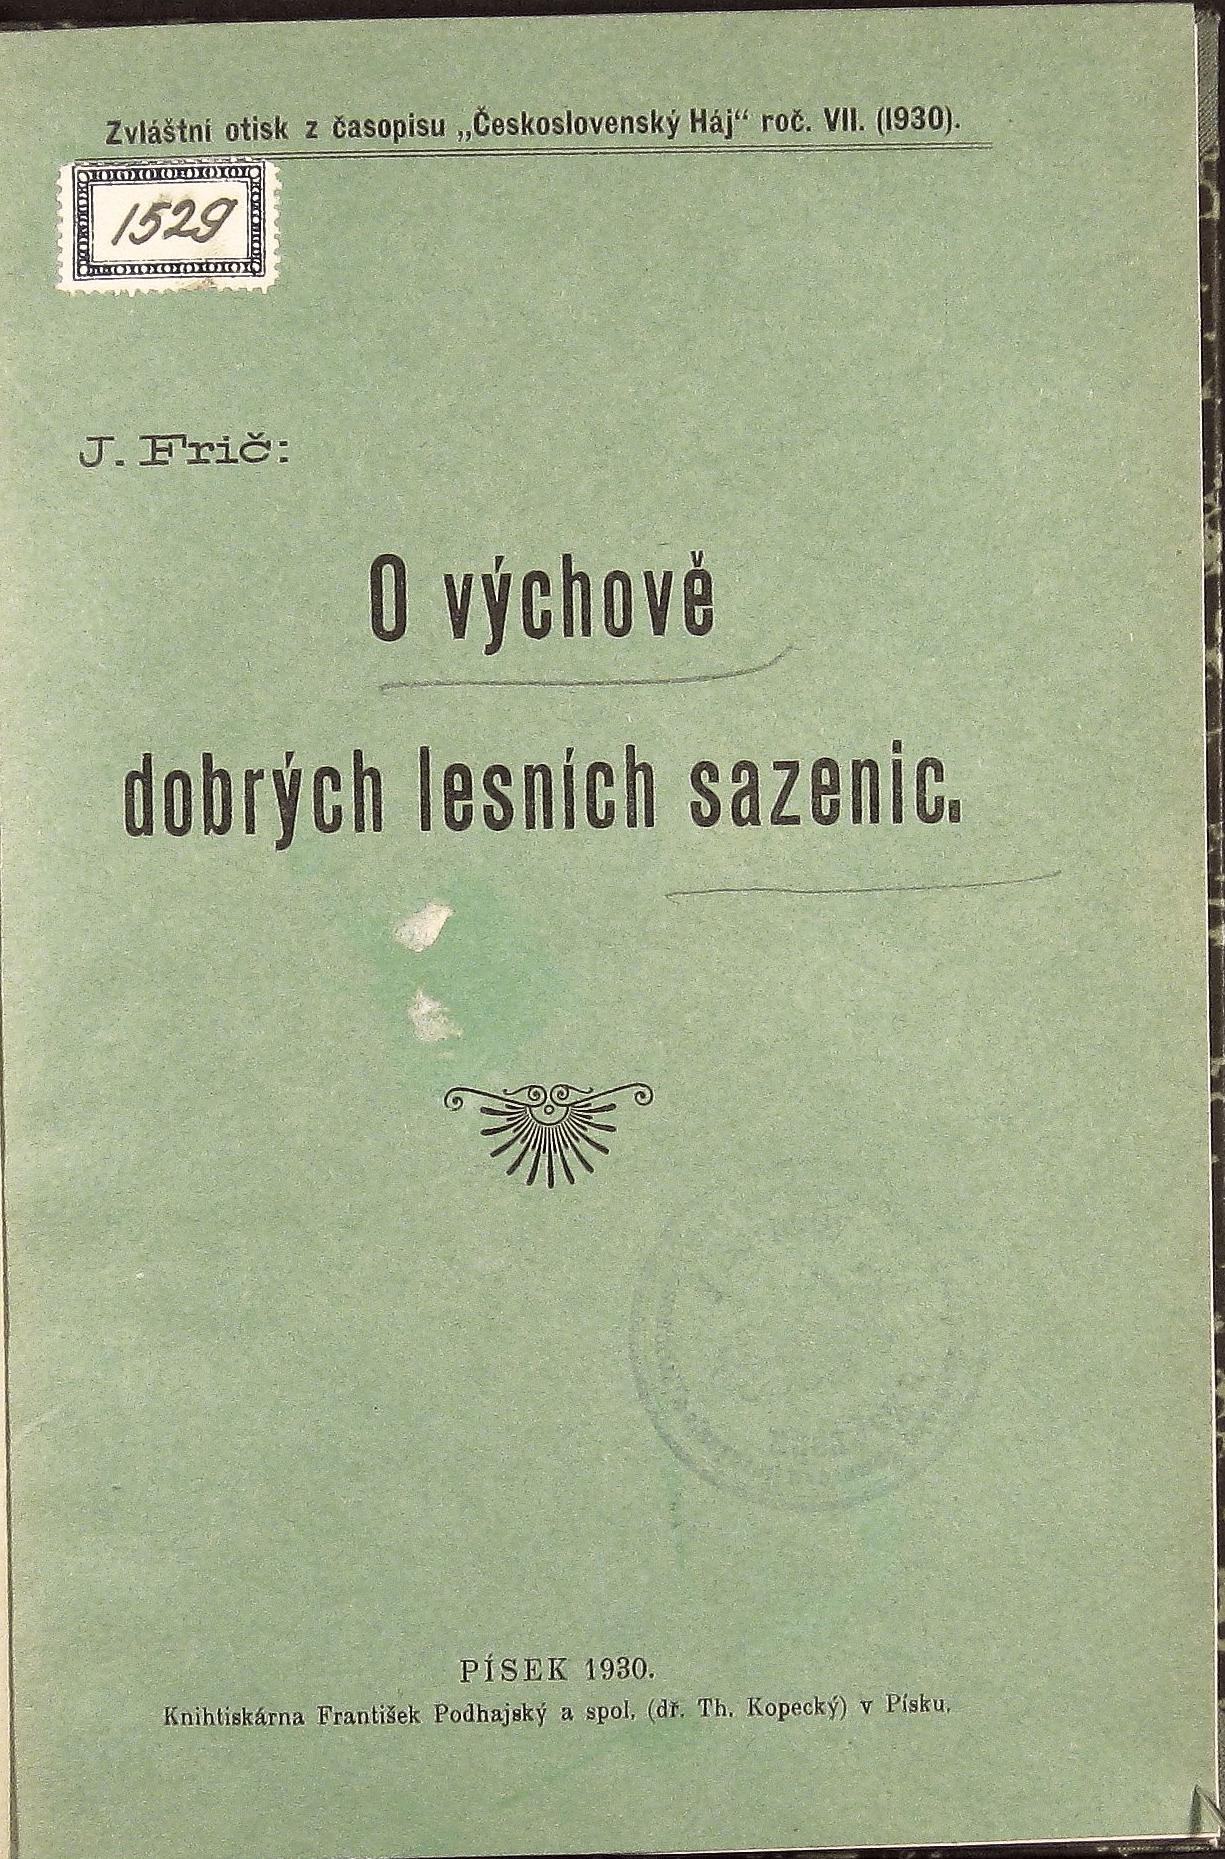 Zvláštní otisk z časopisu „Československý Háj“ roč. VII. (1930).
1529
J. Frič:
O výchově
dobrých lesních sazenic.
PÍSEK 1930.
Knihtiskárna František Podhajský a spol. (dř. Th. Kopecký) v Písku.